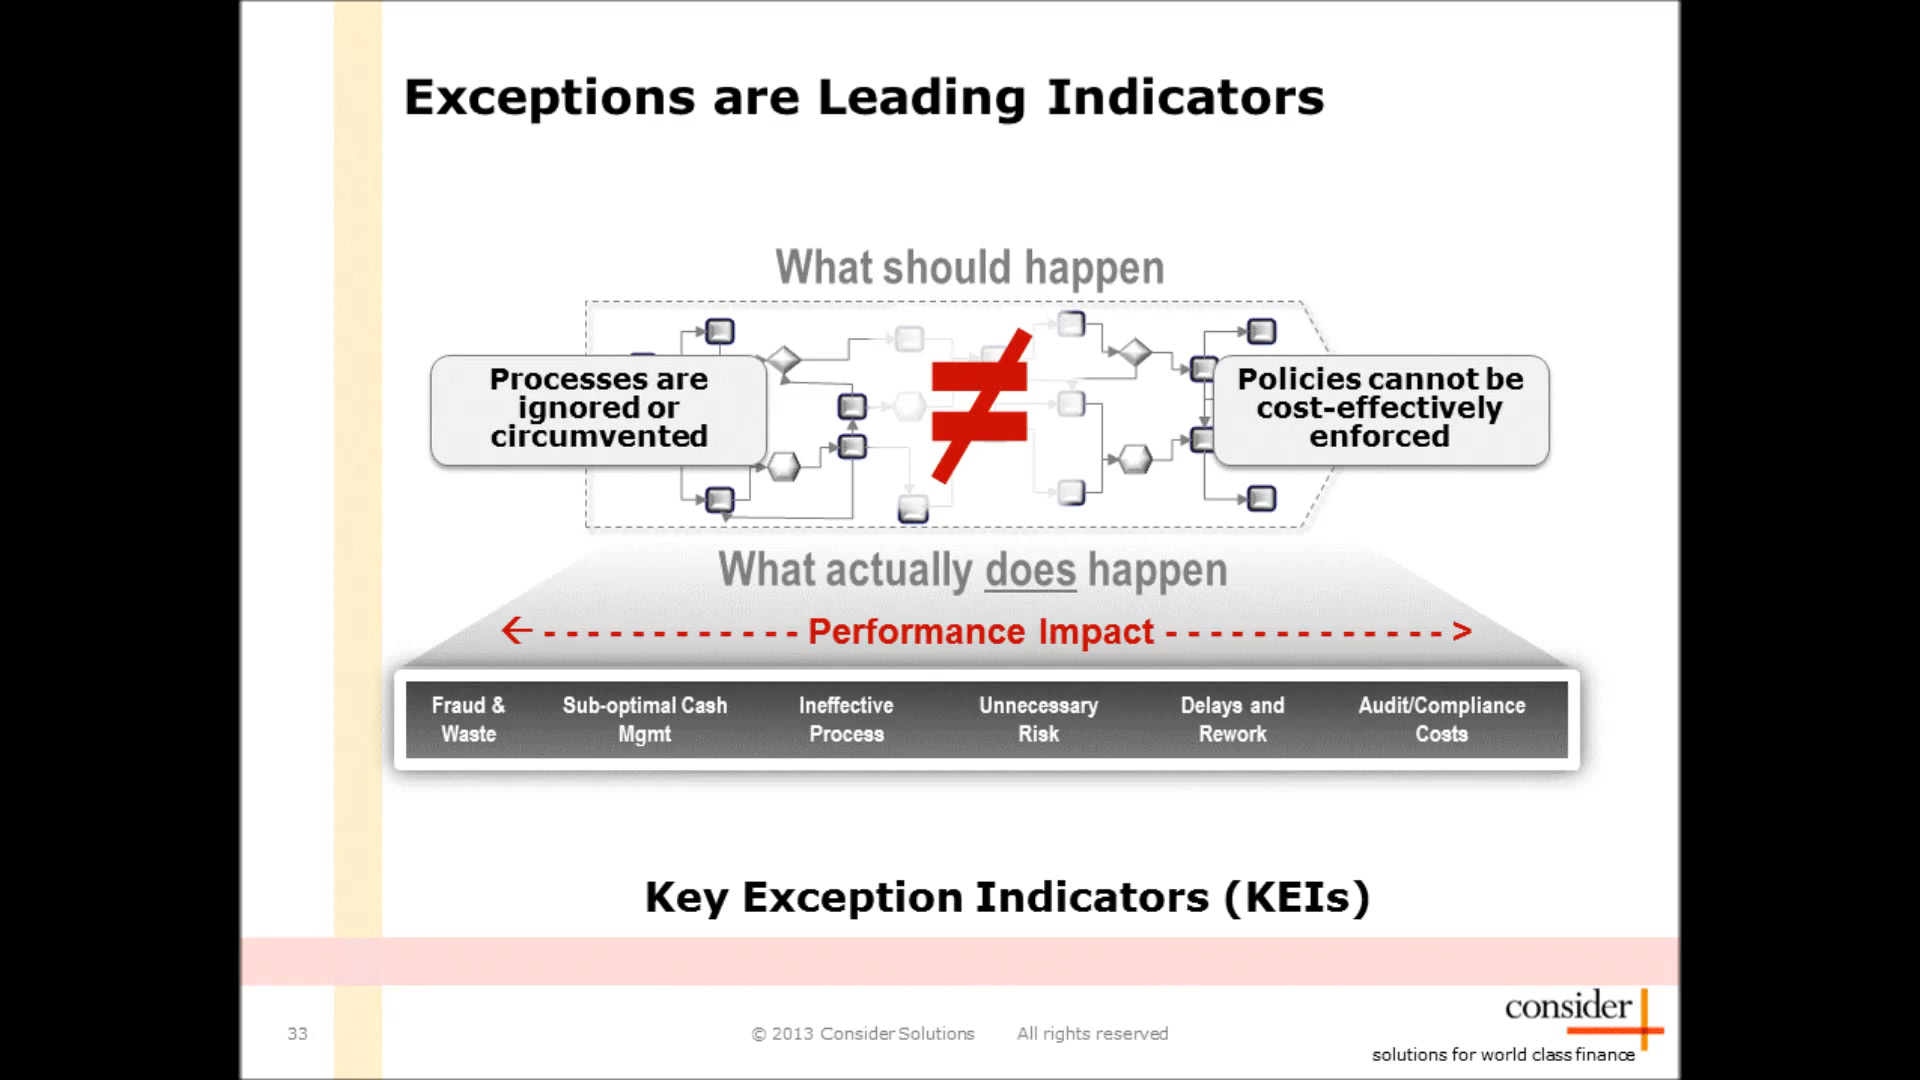 Exceptions are Leading Indicators
What should happen
Processes are
ignored or
circumvented
Policies cannot be
cost-effectively
enforced
What actually does happen
Performance Impact
Fraud &
Waste
Sub-optimal Cash
Mgmt
Ineffective
Process
Unnecessary
Risk
Delays and
Rework
Audit/Compliance
Costs
Key Exception Indicators (KEIs)
33
© 2013 Consider Solutions All rights reserved
consider
solutions for world class finance